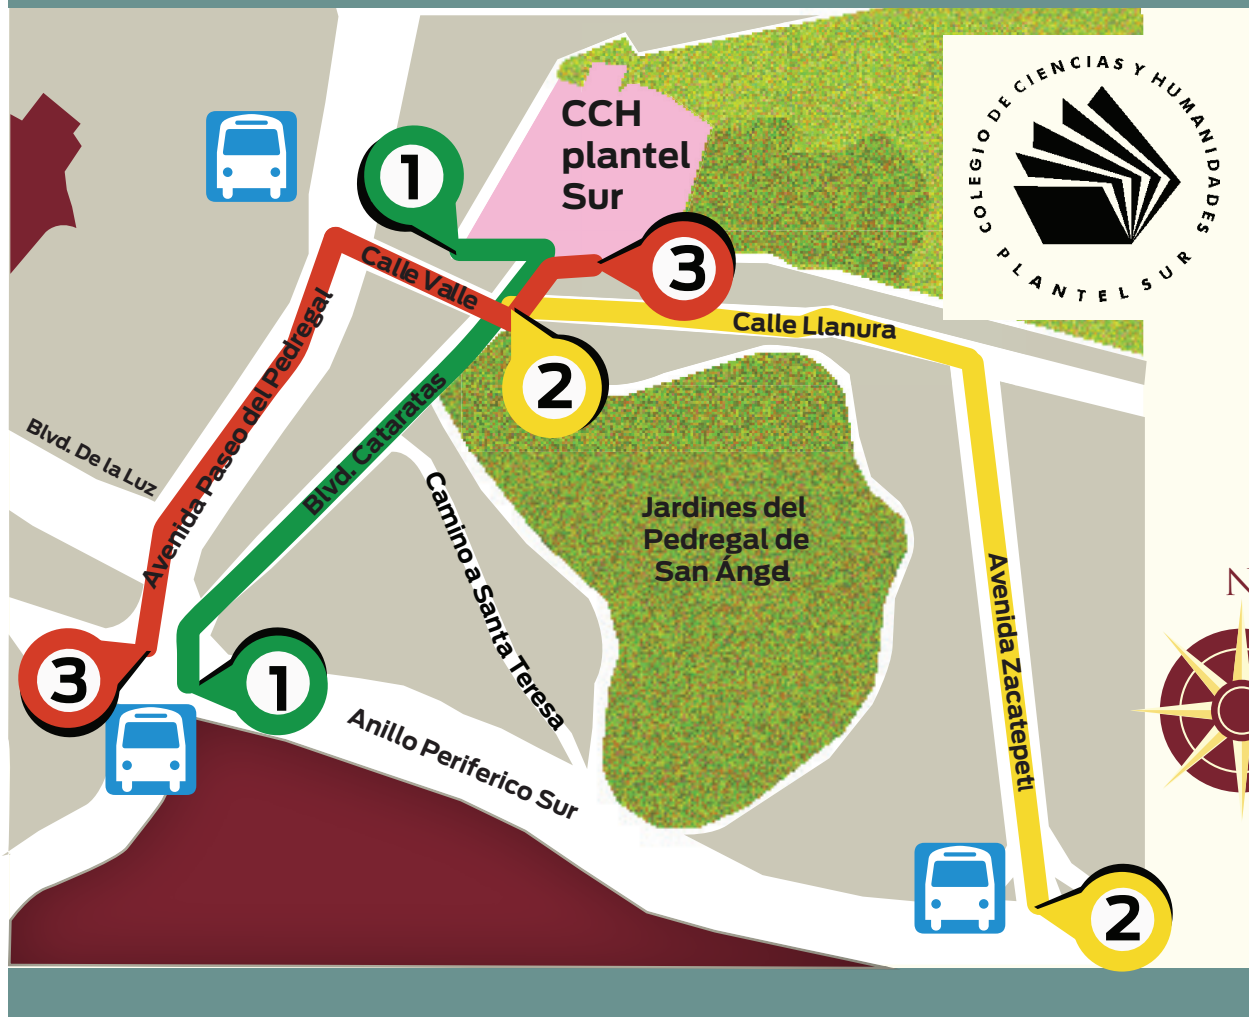 COLEGIO DE CIENCIAS Y HUMANIDADES
PLANTEL SUR
CCH
plantel
Sur
1
3
Calle Valle
Calle Llanura
2
Avenida Paseo del Pedregal
Blvd. Cataratas
Blvd. De la Luz
Camino a Santa Teresa
Jardines del
Pedregal de
San Ángel
Avenida Zacatepetl
N
3
1
Anillo Periferico Sur
2